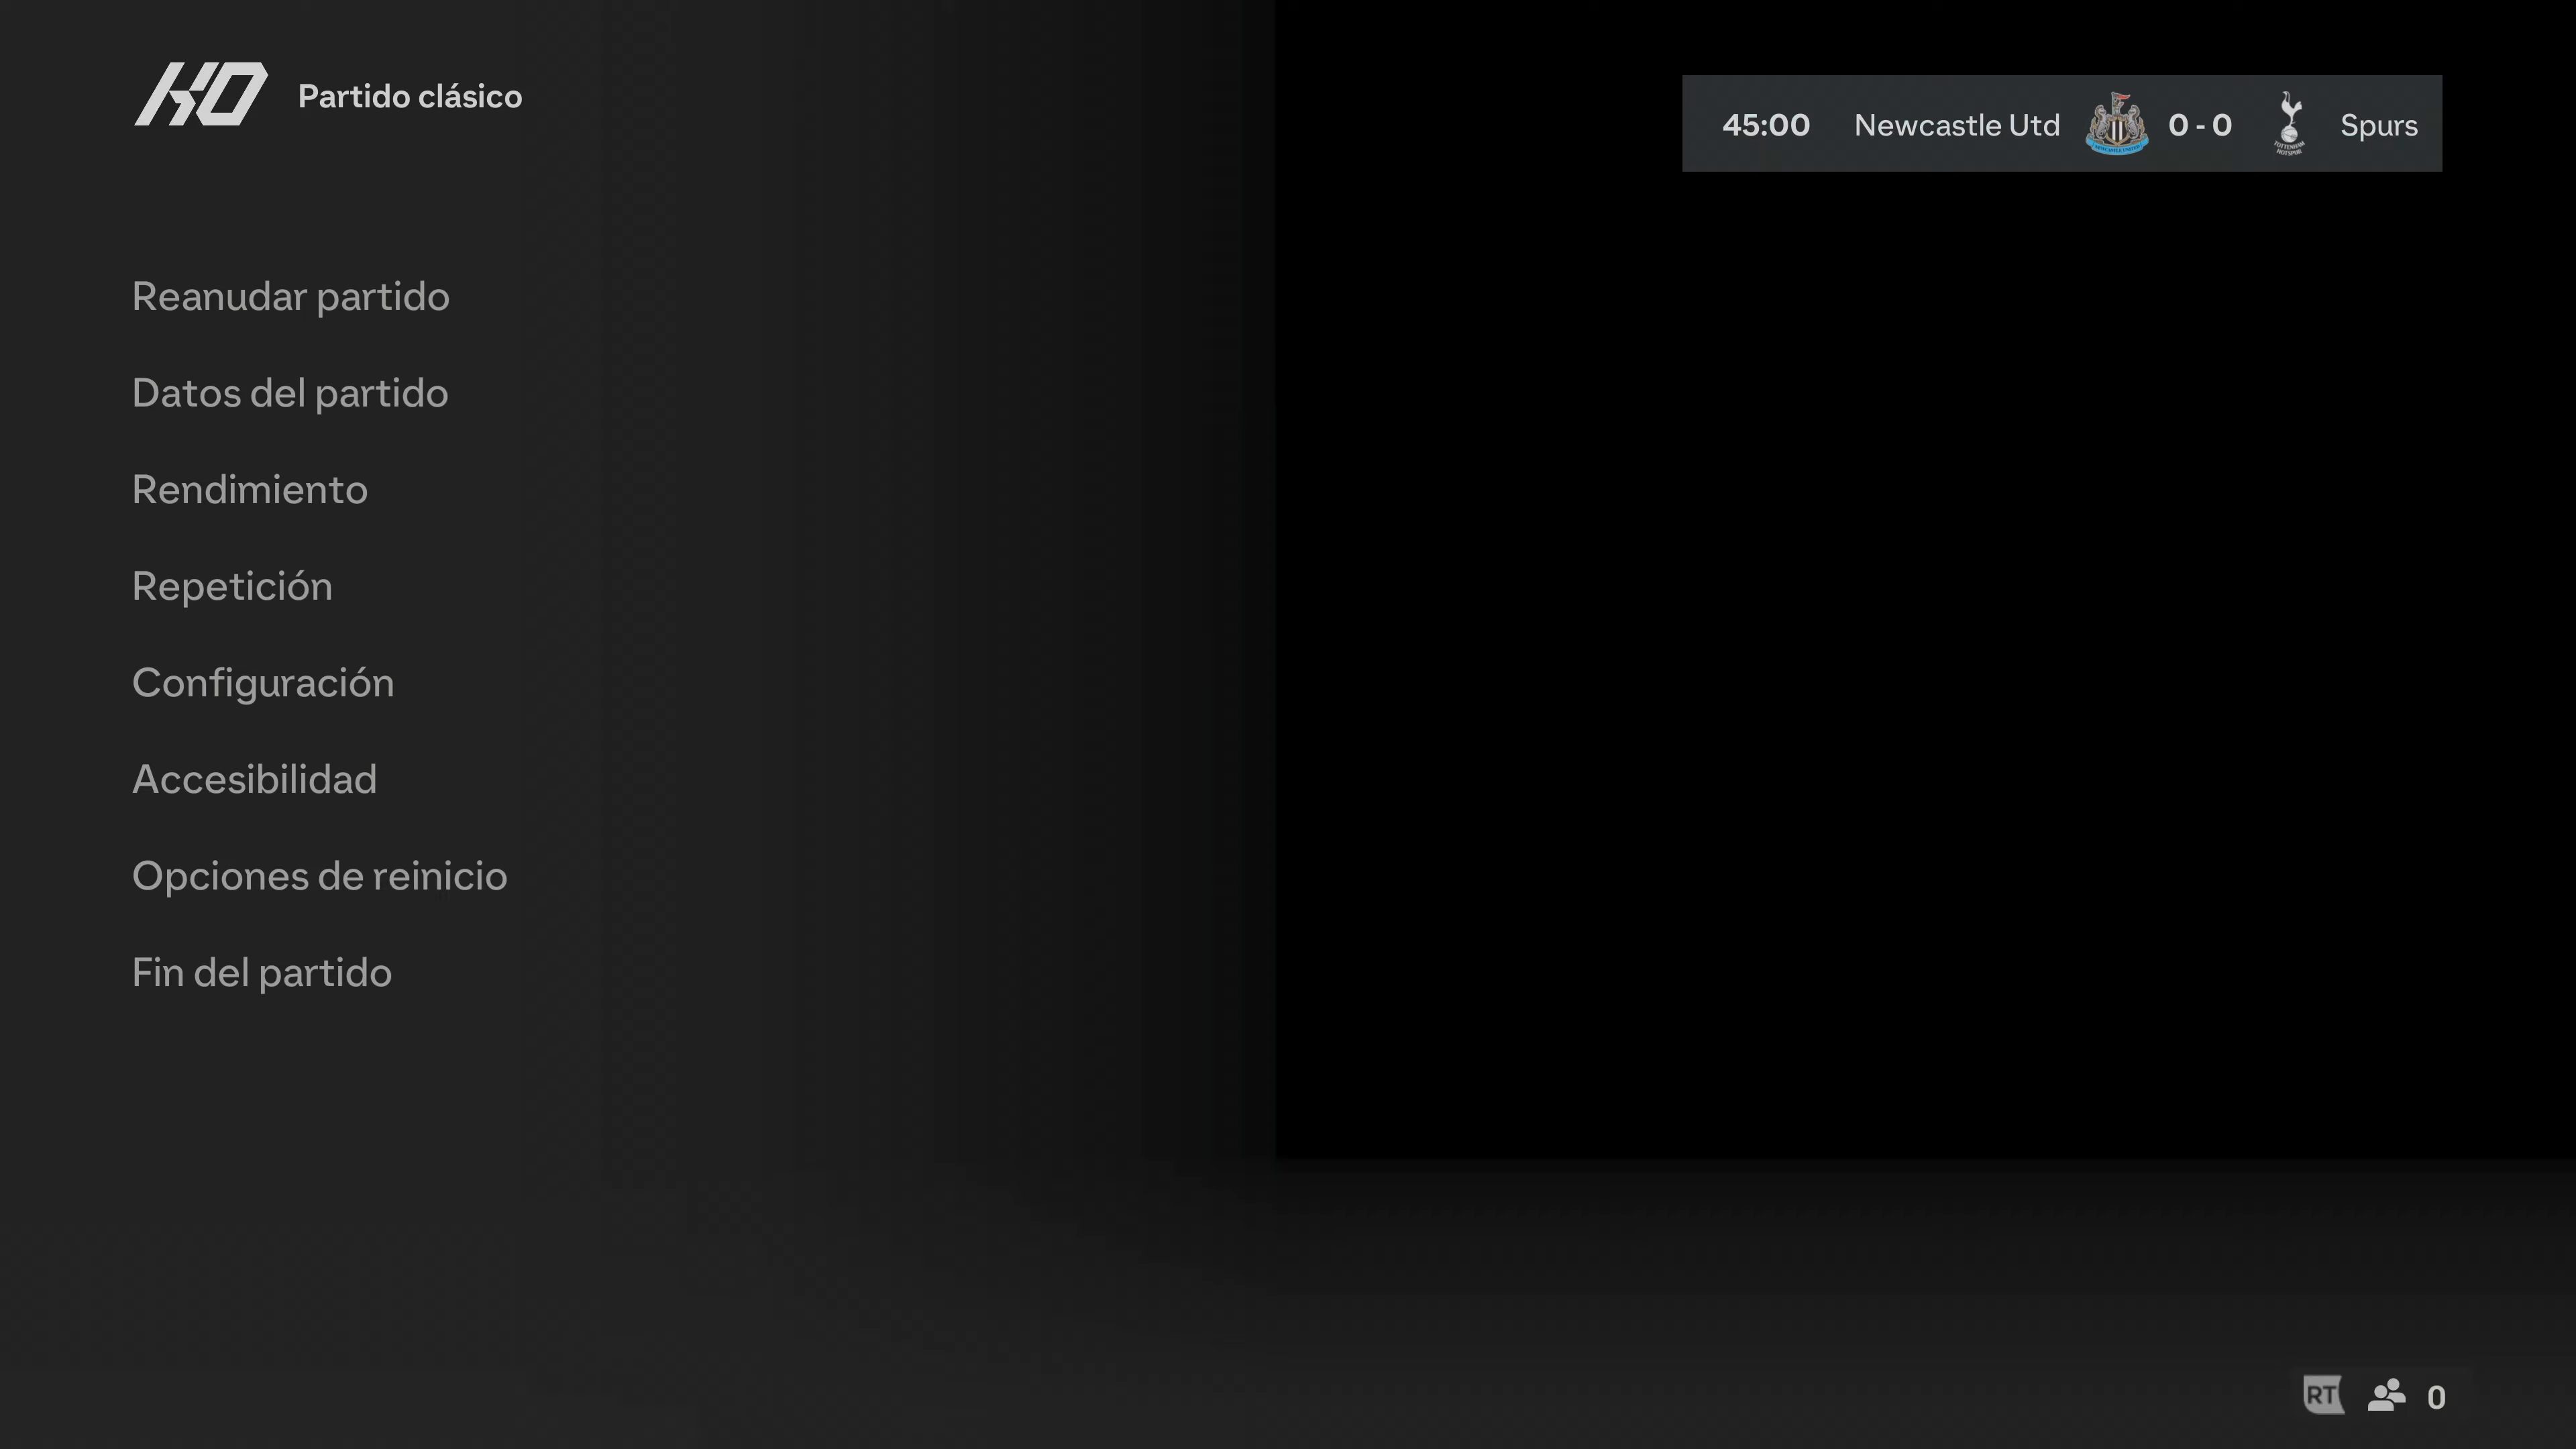 KO Partido clásico
45:00 Newcastle Utd 0 - 0 Spurs
Reanudar partido
Datos del partido
Rendimiento
Repetición
Configuración
Accesibilidad
Opciones de reinicio
Fin del partido
RT 0